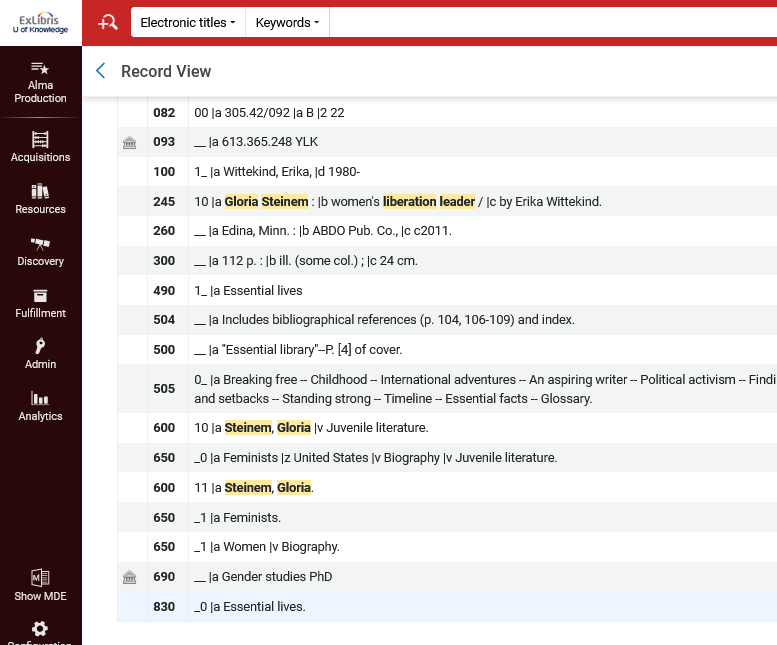 ExLibris
U of Knowledge
Electronic titles
Keywords
Record View
Alma
Production
Acquisitions
Resources
Discovery
Fulfillment
Admin
Analytics
Show MDE
Configuration
082 00 |a 305.42/092 |a B |2 22
093 __ |a 613.365.248 YLK
100 1_ |a Wittekind, Erika, |d 1980-
245 10 |a Gloria Steinem : |b women's liberation leader / |c by Erika Wittekind.
260 __ |a Edina, Minn. : |b ABDO Pub. Co., |c c2011.
300 __ |a 112 p. : |b ill. (some col.) ; |c 24 cm.
490 1_ |a Essential lives
504 __ |a Includes bibliographical references (p. 104, 106-109) and index.
500 __ |a "Essential library"--P. [4] of cover.
505 0_ |a Breaking free -- Childhood -- International adventures -- An aspiring writer -- Political activism -- Findi
and setbacks -- Standing strong -- Timeline -- Essential facts -- Glossary.
600 10 |a Steinem, Gloria |v Juvenile literature.
650 _0 |a Feminists |z United States |v Biography |v Juvenile literature.
600 11 |a Steinem, Gloria.
650 _1 |a Feminists.
650 _1 |a Women |v Biography.
690 __ |a Gender studies PhD
830 _0 |a Essential lives.